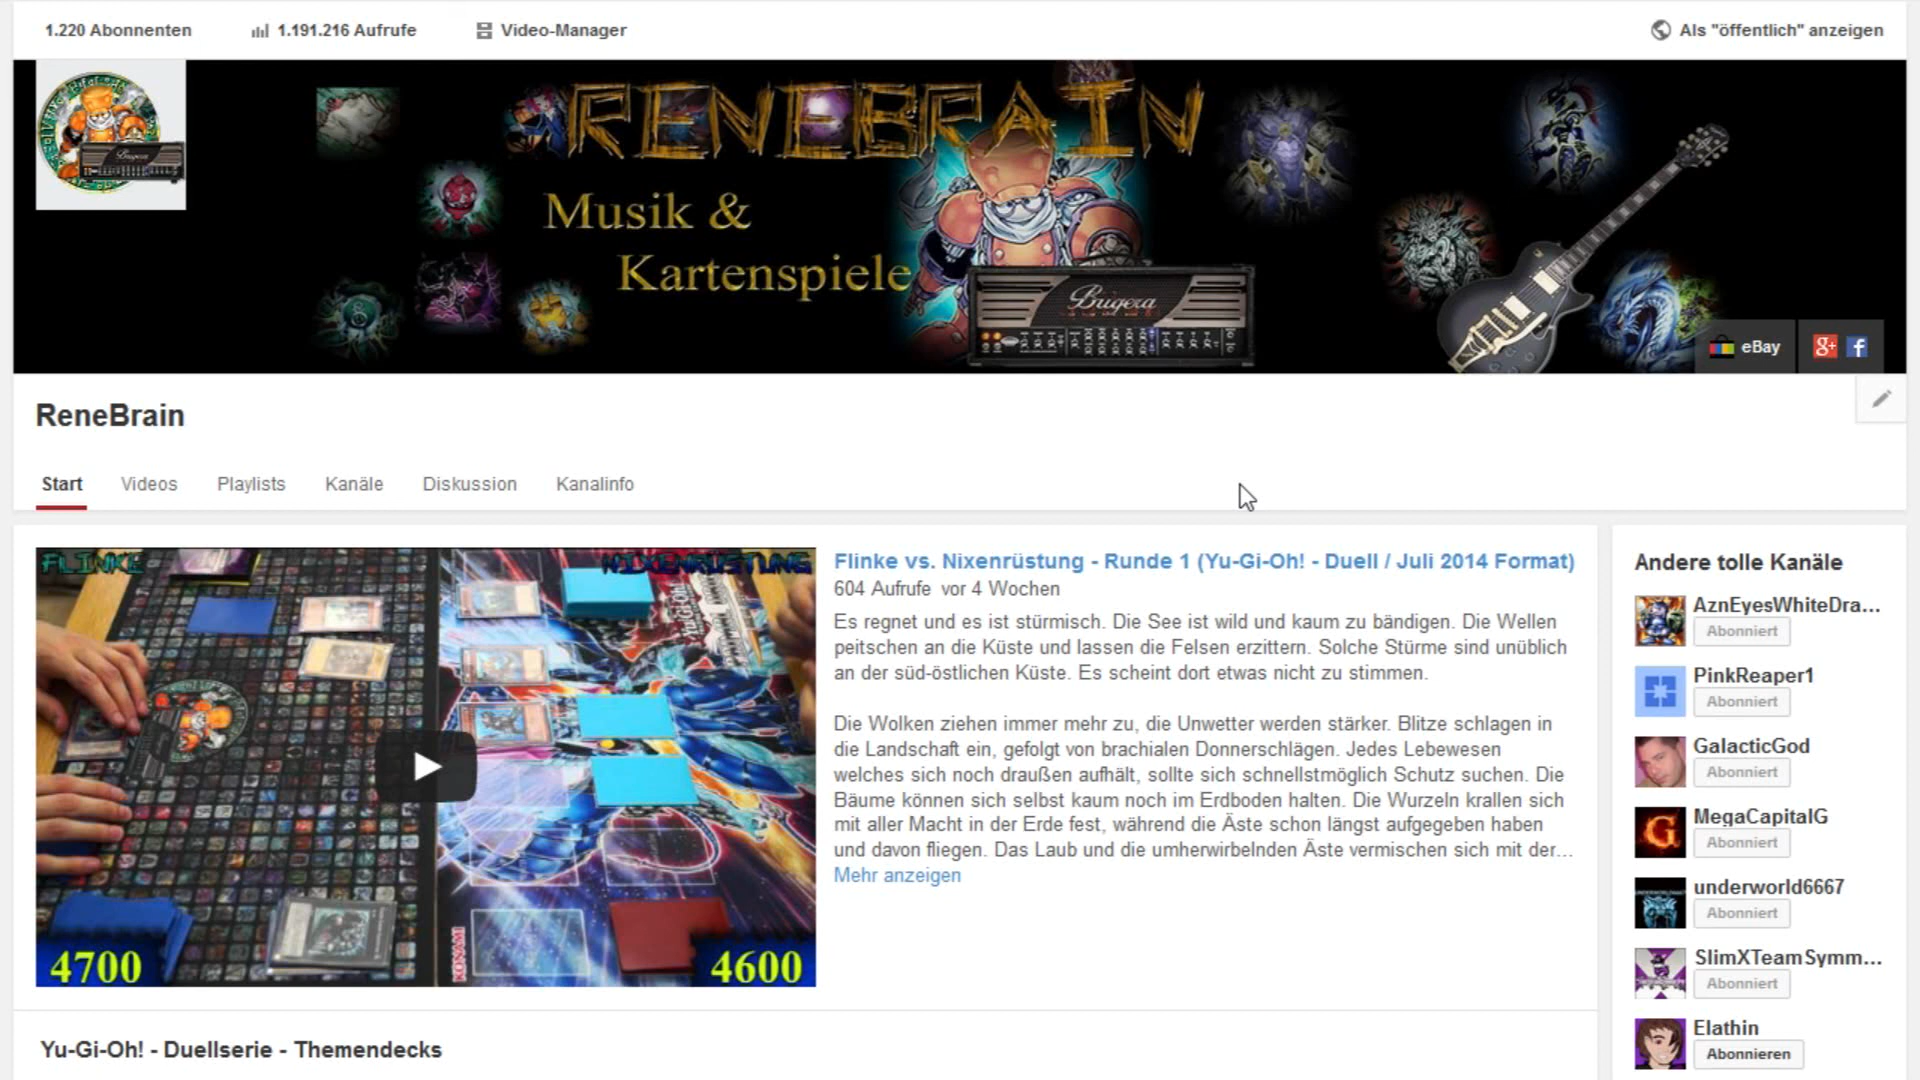 1.220 Abonnenten
1.191.216 Aufrufe
Video-Manager
Als "öffentlich" anzeigen
RENEBRAIN
Musik &
Kartenspiele
Bugera
Bugera
eBay
g+ f
ReneBrain
Start Videos Playlists Kanäle Diskussion Kanalinfo
FLINKE
NIXENRÜSTUNG
KONAMI
4700
4600
Flinke vs. Nixenrüstung - Runde 1 (Yu-Gi-Oh! - Duell / Juli 2014 Format)
604 Aufrufe vor 4 Wochen
Es regnet und es ist stürmisch. Die See ist wild und kaum zu bändigen. Die Wellen
peitschen an die Küste und lassen die Felsen erzittern. Solche Stürme sind unüblich
an der süd-östlichen Küste. Es scheint dort etwas nicht zu stimmen.
Die Wolken ziehen immer mehr zu, die Unwetter werden stärker. Blitze schlagen in
die Landschaft ein, gefolgt von brachialen Donnerschlägen. Jedes Lebewesen
welches sich noch draußen aufhält, sollte sich schnellstmöglich Schutz suchen. Die
Bäume können sich selbst kaum noch im Erdboden halten. Die Wurzeln krallen sich
mit aller Macht in der Erde fest, während die Äste schon längst aufgegeben haben
und davon fliegen. Das Laub und die umherwirbelnden Äste vermischen sich mit der...
Mehr anzeigen
Andere tolle Kanäle
AznEyesWhiteDra...
Abonniert
PinkReaper1
Abonniert
GalacticGod
Abonniert
MegaCapitalG
Abonniert
underworld6667
Abonniert
SlimXTeamSymm...
Abonniert
Elathin
Abonnieren
Yu-Gi-Oh! - Duellserie - Themendecks